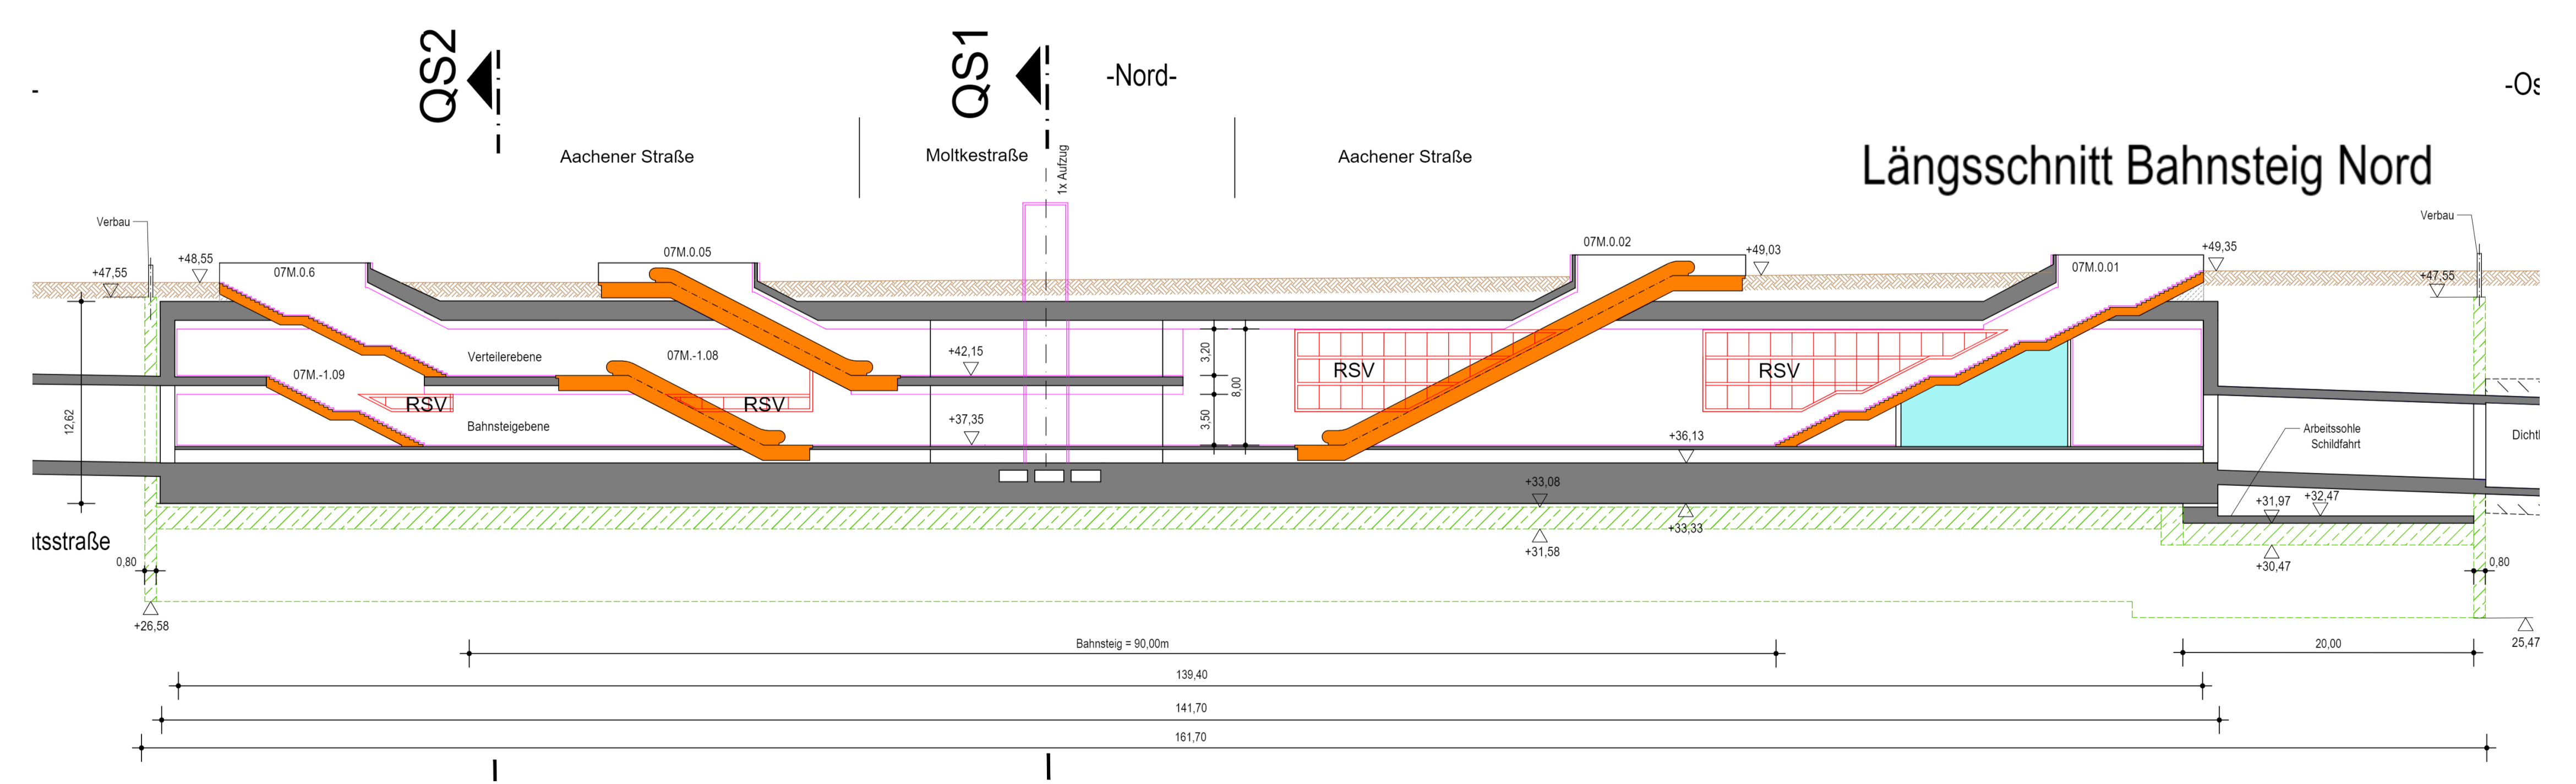 QS2
QS1
-Nord-
-
Aachener Straße
Moltkestraße
Aachener Straße
1x Aufzug
Längsschnitt Bahnsteig Nord
Verbau
Verbau
+47,55
+48,55
07M.0.6
07M.0.05
07M.0.02
+49,03
07M.0.01
+49,35
+47,55
Verteilerebene
07M.-1.08
07M.-1.09
+42,15
3,20
8,00
3,50
RSV
RSV
RSV
RSV
12,62
Bahnsteigebene
+37,35
+36,13
Arbeitssohle
Schildfahrt
+33,08
+33,33
+31,58
+31,97
+32,47
+30,47
0,80
0,80
+26,58
25,47
Bahnsteig = 90,00m
20,00
139,40
141,70
161,70